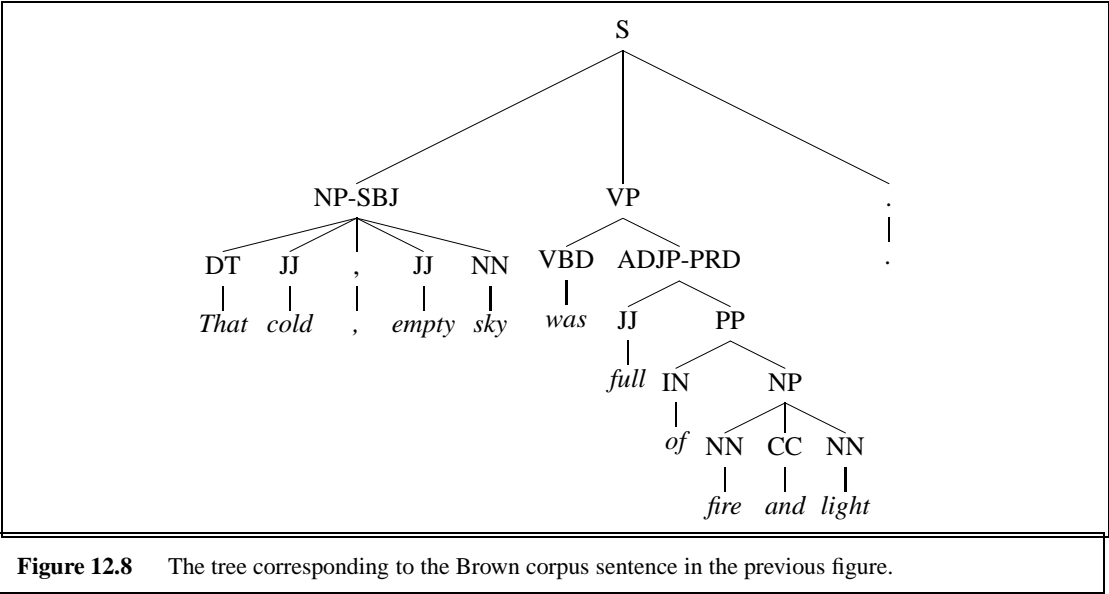 S
NP-SBJ VP .
DT JJ , JJ NN VBD ADJP-PRD .
That cold , empty sky was JJ PP
full IN NP
of NN CC NN
fire and light
Figure 12.8 The tree corresponding to the Brown corpus sentence in the previous figure.